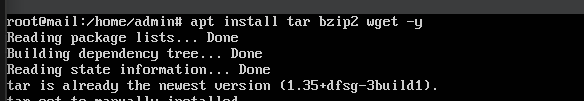 root@mail:/home/admin# apt install tar bzip2 wget -y
Reading package lists... Done
Building dependency tree... Done
Reading state information... Done
tar is already the newest version (1.35+dfsg-3build1).
tar set to manually installed